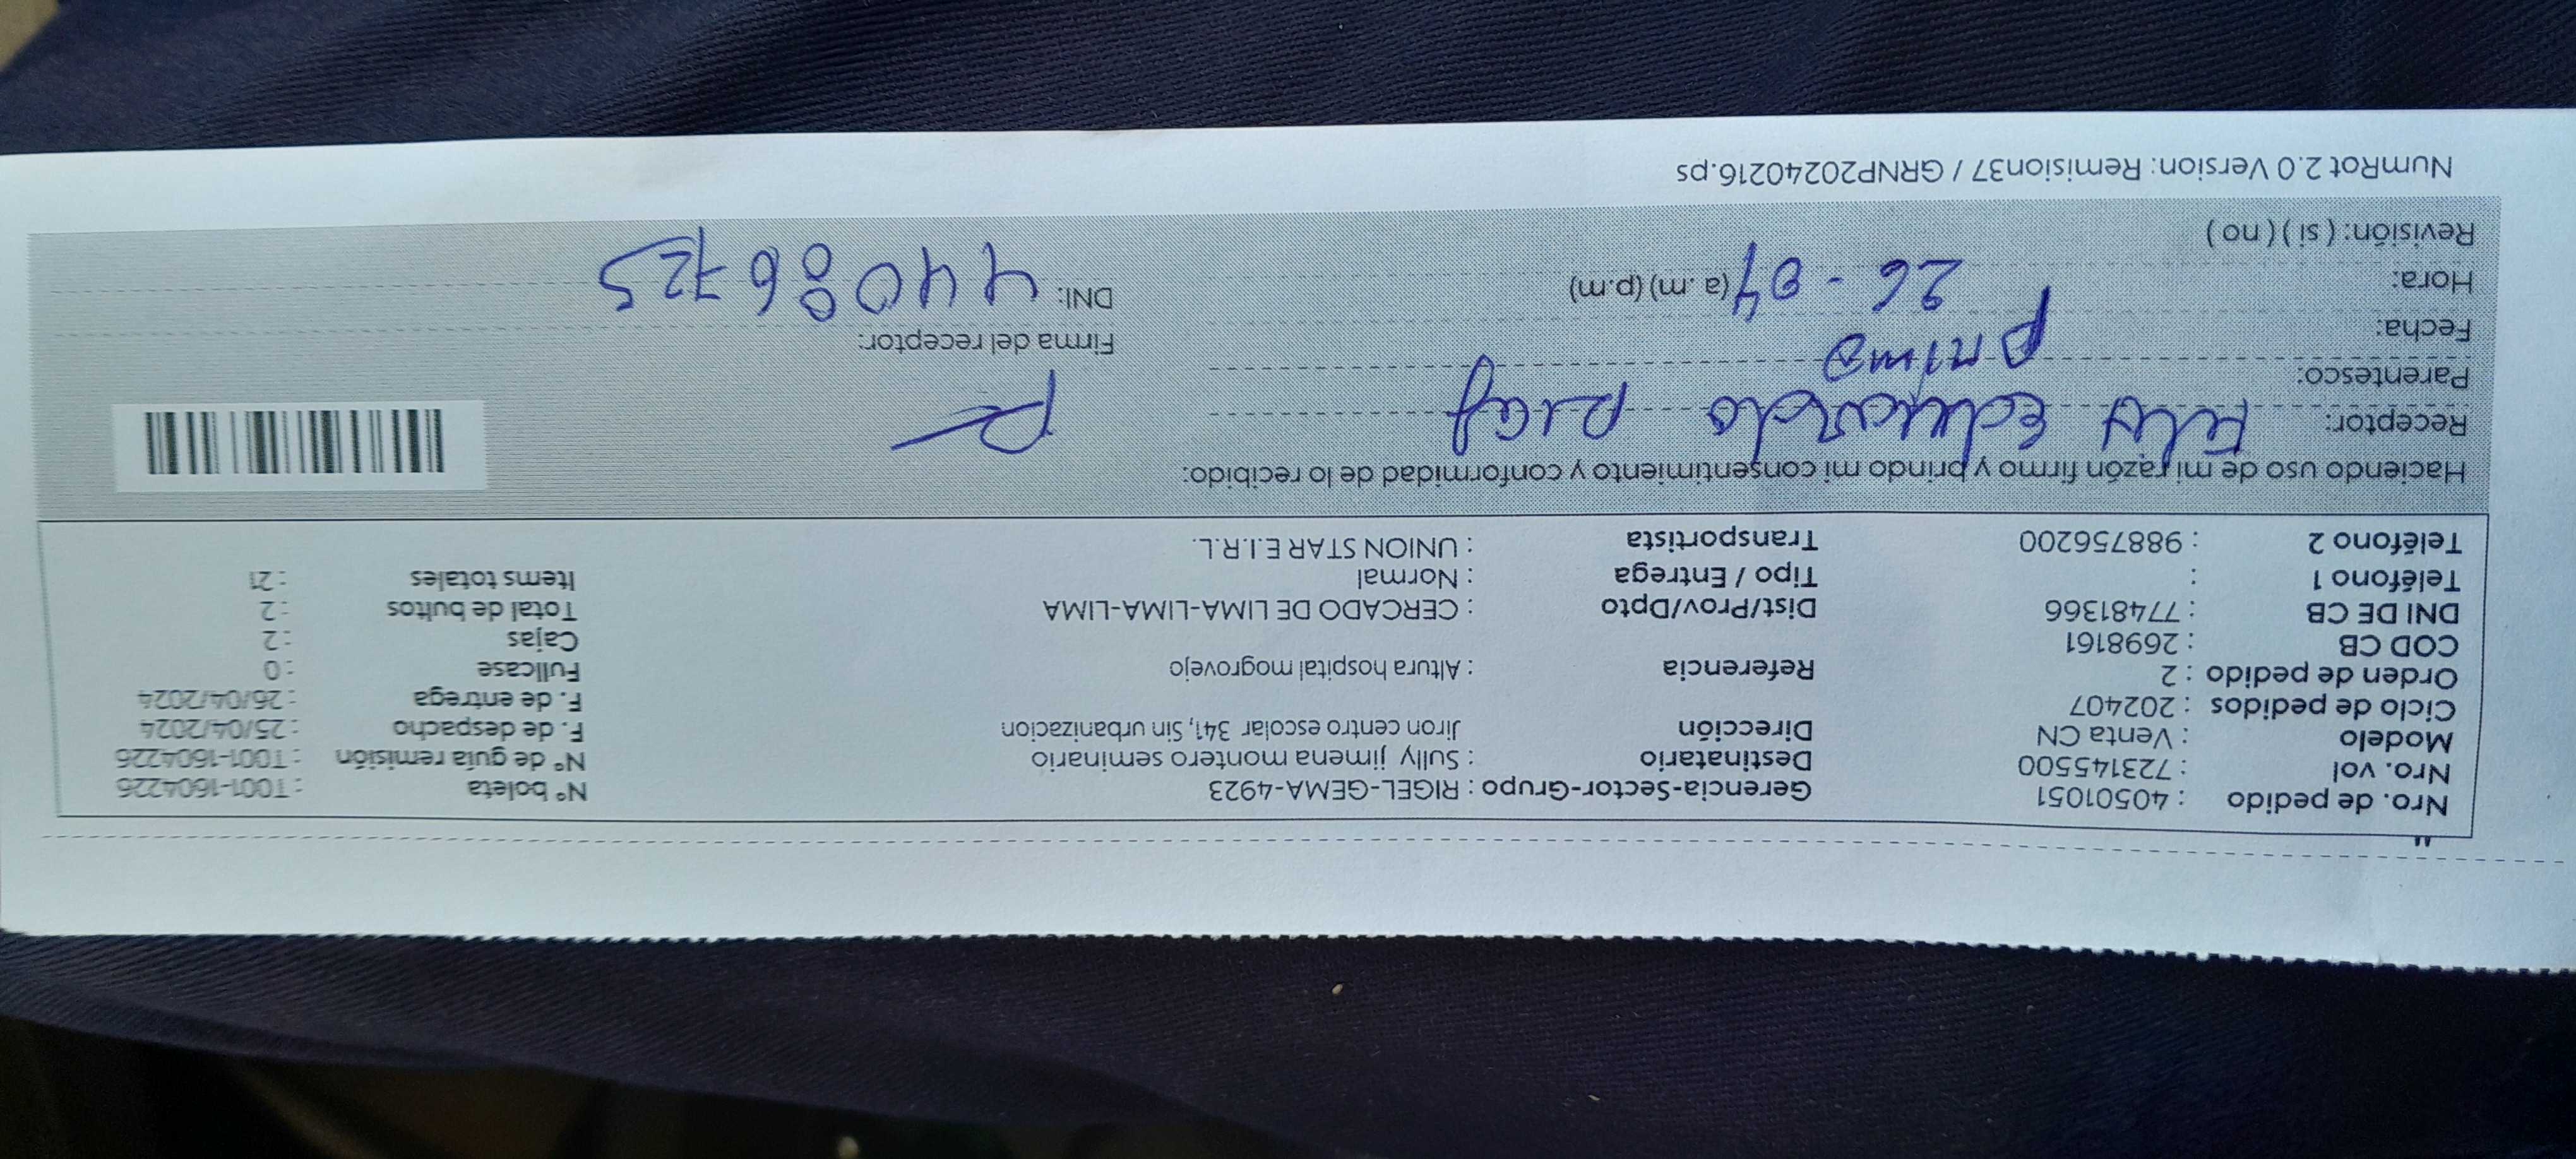 Nro. de pedido : 40501051 Gerencia-Sector-Grupo : RIGEL-GEMA-4923 N° boleta : T001-1604226
Nro. vol : 723145500 Destinatario : Sully jimena montero seminario N° de guía remisión : T001-1604226
Modelo : Venta CN Dirección Jiron centro escolar 341, Sin urbanizacion F. de despacho : 25/04/2024
Ciclo de pedidos : 202407 F. de entrega : 26/04/2024
Orden de pedido : 2 Referencia : Altura hospital mogrovejo Fullcase : 0
COD CB : 2698161 Cajas : 2
DNI DE CB : 77481366 Dist/Prov/Dpto : CERCADO DE LIMA-LIMA-LIMA Total de bultos : 2
Teléfono 1 : Tipo / Entrega : Normal Items totales : 21
Teléfono 2 : 988756200 Transportista : UNION STAR E.I.R.L.
Haciendo uso de mi razón firmo y brindo mi consentimiento y conformidad de lo recibido:
Receptor: Eduardo
Parentesco: primo
Fecha: Firma del receptor:
Hora: 26-04 (a.m) (p.m) DNI: 44086725
Revisión: ( si ) ( no )
NumRot 2.0 Version: Remision37 / GRNP20240216.ps